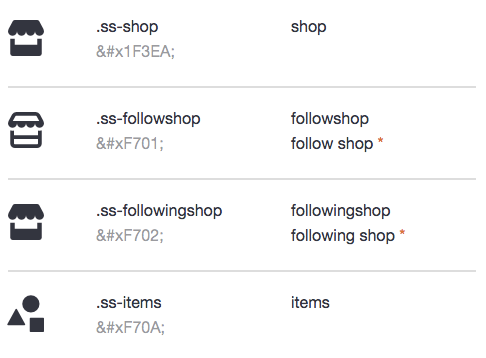 .ss-shop shop
&#x1F3EA;
.ss-followshop followshop
&#xF701; follow shop *
.ss-followingshop followingshop
&#xF702; following shop *
.ss-items items
&#xF70A;